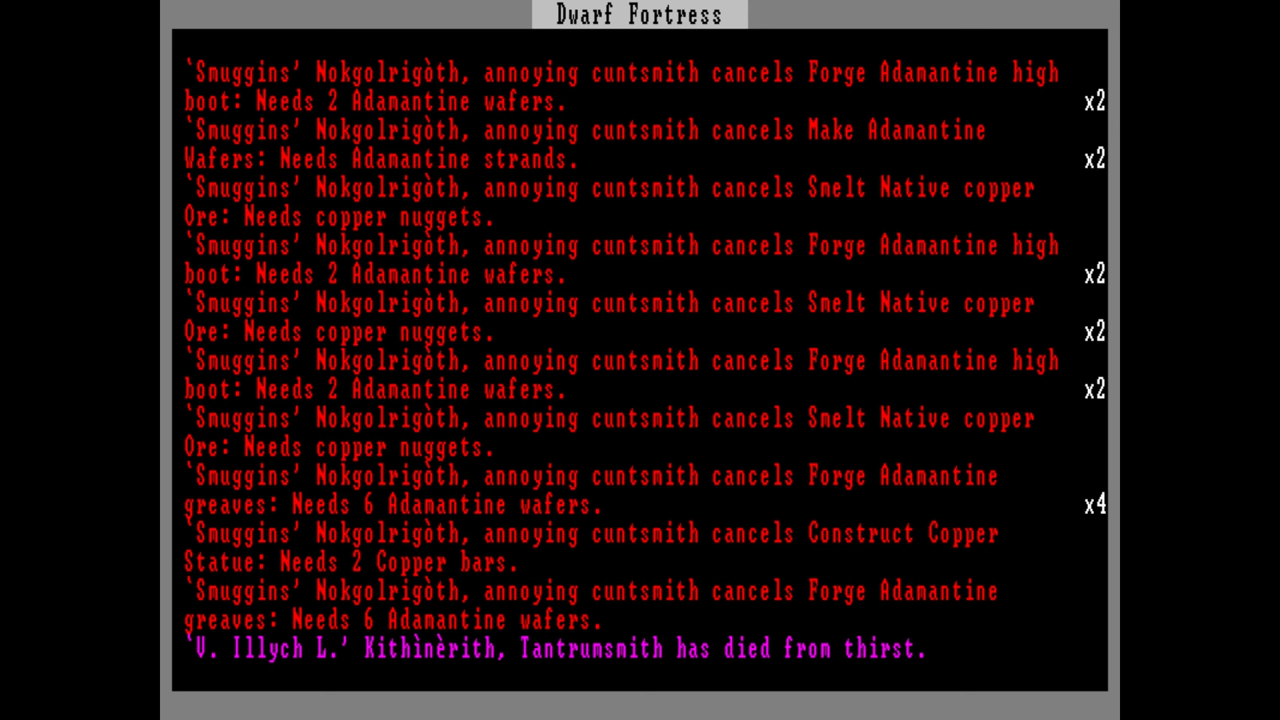 Dwarf Fortress
`Smuggins' Nokgolrigòth, annoying cuntsmith cancels Forge Adamantine high
boot: Needs 2 Adamantine wafers. x2
`Smuggins' Nokgolrigòth, annoying cuntsmith cancels Make Adamantine
Wafers: Needs Adamantine strands. x2
`Smuggins' Nokgolrigòth, annoying cuntsmith cancels Smelt Native copper
Ore: Needs copper nuggets.
`Smuggins' Nokgolrigòth, annoying cuntsmith cancels Forge Adamantine high
boot: Needs 2 Adamantine wafers. x2
`Smuggins' Nokgolrigòth, annoying cuntsmith cancels Smelt Native copper
Ore: Needs copper nuggets. x2
`Smuggins' Nokgolrigòth, annoying cuntsmith cancels Forge Adamantine high
boot: Needs 2 Adamantine wafers. x2
`Smuggins' Nokgolrigòth, annoying cuntsmith cancels Smelt Native copper
Ore: Needs copper nuggets.
`Smuggins' Nokgolrigòth, annoying cuntsmith cancels Forge Adamantine
greaves: Needs 6 Adamantine wafers. x4
`Smuggins' Nokgolrigòth, annoying cuntsmith cancels Construct Copper
Statue: Needs 2 Copper bars.
`Smuggins' Nokgolrigòth, annoying cuntsmith cancels Forge Adamantine
greaves: Needs 6 Adamantine wafers.
`V. Illych L.' Kithìnèrith, Tantrumsmith has died from thirst.